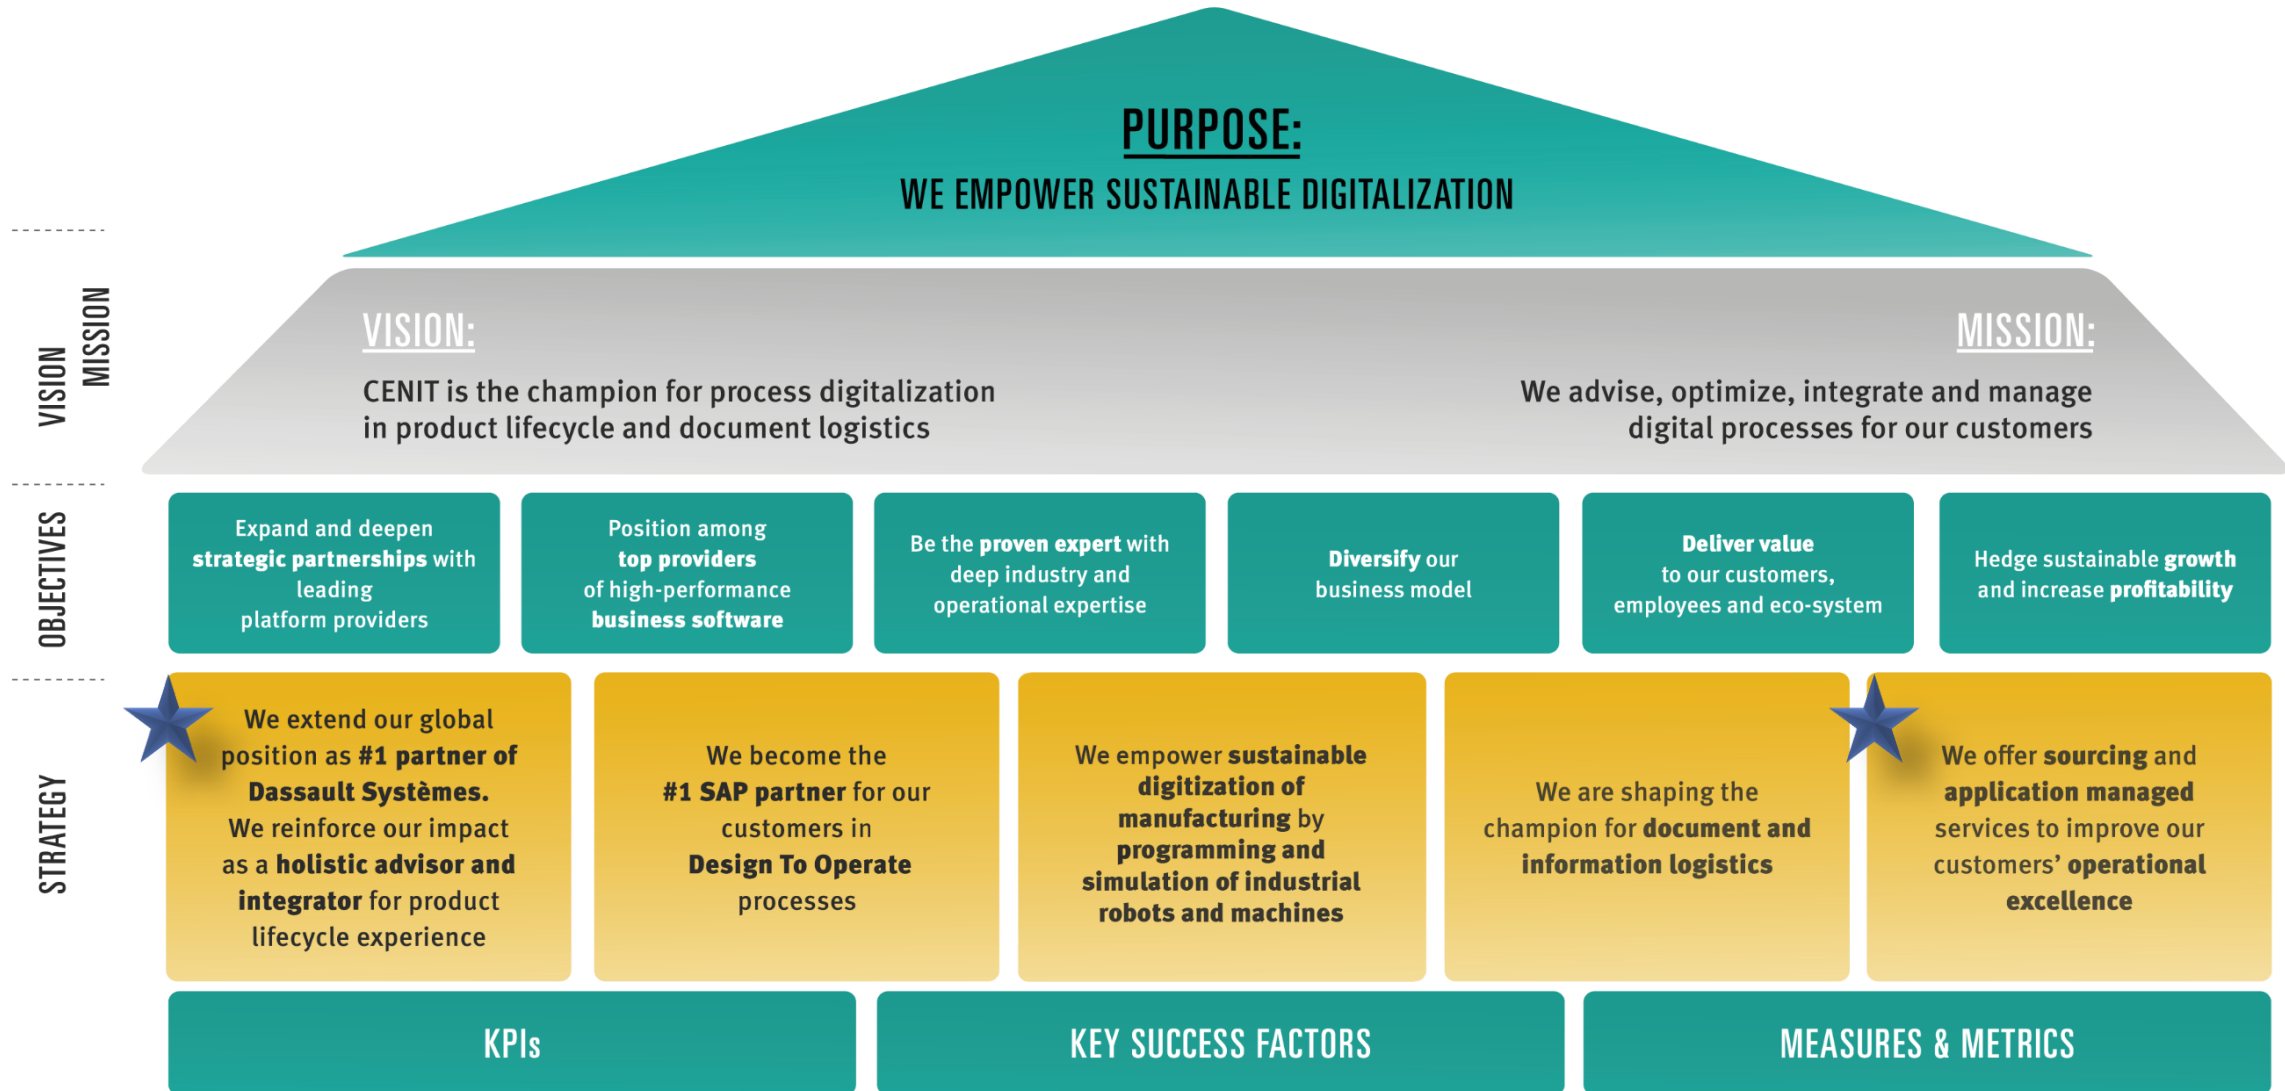 PURPOSE:
WE EMPOWER SUSTAINABLE DIGITALIZATION
VISION
MISSION
VISION:
CENIT is the champion for process digitalization
in product lifecycle and document logistics
MISSION:
We advise, optimize, integrate and manage
digital processes for our customers
OBJECTIVES
Expand and deepen
strategic partnerships with
leading
platform providers
Position among
top providers
of high-performance
business software
Be the proven expert with
deep industry and
operational expertise
Diversify our
business model
Deliver value
to our customers,
employees and eco-system
Hedge sustainable growth
and increase profitability
STRATEGY
We extend our global
position as #1 partner of
Dassault Systèmes.
We reinforce our impact
as a holistic advisor and
integrator for product
lifecycle experience
We become the
#1 SAP partner for our
customers in
Design To Operate
processes
We empower sustainable
digitization of
manufacturing by
programming and
simulation of industrial
robots and machines
We are shaping the
champion for document and
information logistics
We offer sourcing and
application managed
services to improve our
customers’ operational
excellence
KPIs
KEY SUCCESS FACTORS
MEASURES & METRICS